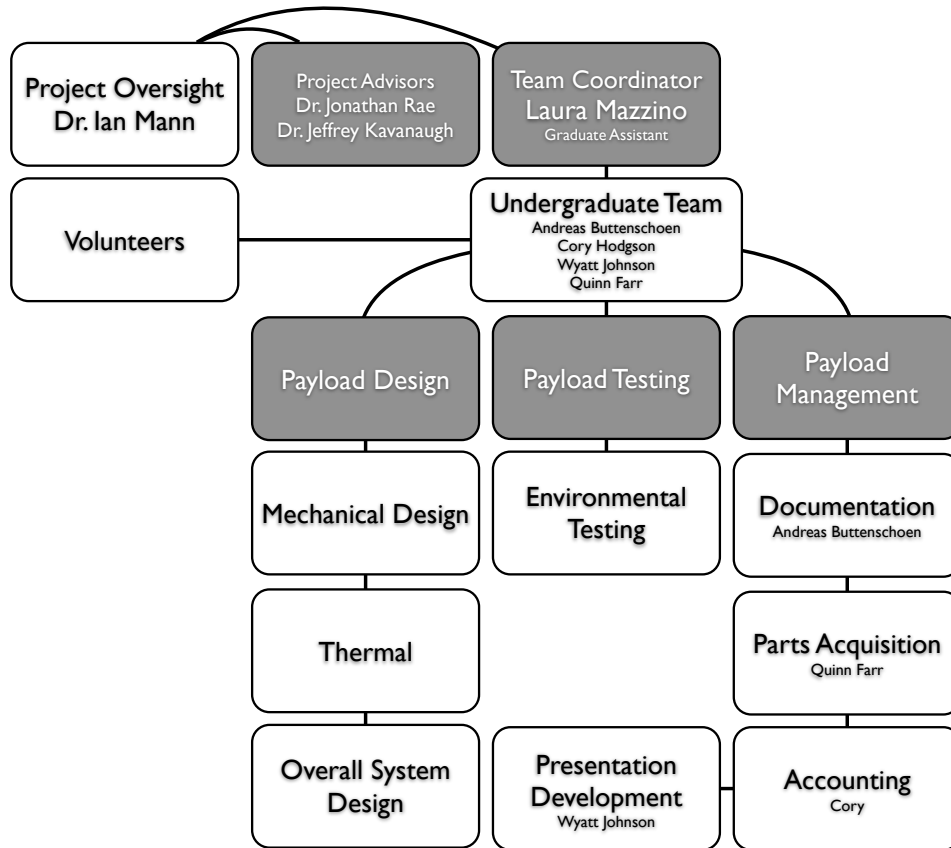 Project Oversight
Dr. Ian Mann
Project Advisors
Dr. Jonathan Rae
Dr. Jeffrey Kavanaugh
Team Coordinator
Laura Mazzino
Graduate Assistant
Volunteers
Undergraduate Team
Andreas Buttenschoen
Cory Hodgson
Wyatt Johnson
Quinn Farr
Payload Design
Payload Testing
Payload
Management
Mechanical Design
Environmental
Testing
Documentation
Andreas Buttenschoen
Thermal
Parts Acquisition
Quinn Farr
Overall System
Design
Presentation
Development
Wyatt Johnson
Accounting
Cory